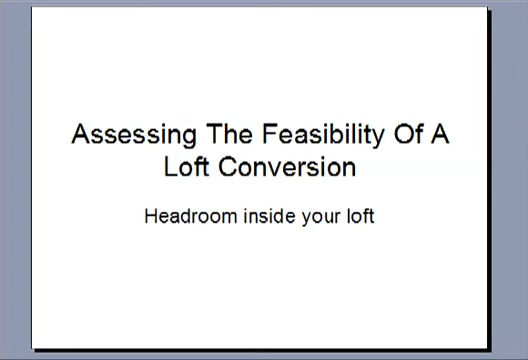 Assessing The Feasibility Of A
Loft Conversion
Headroom inside your loft